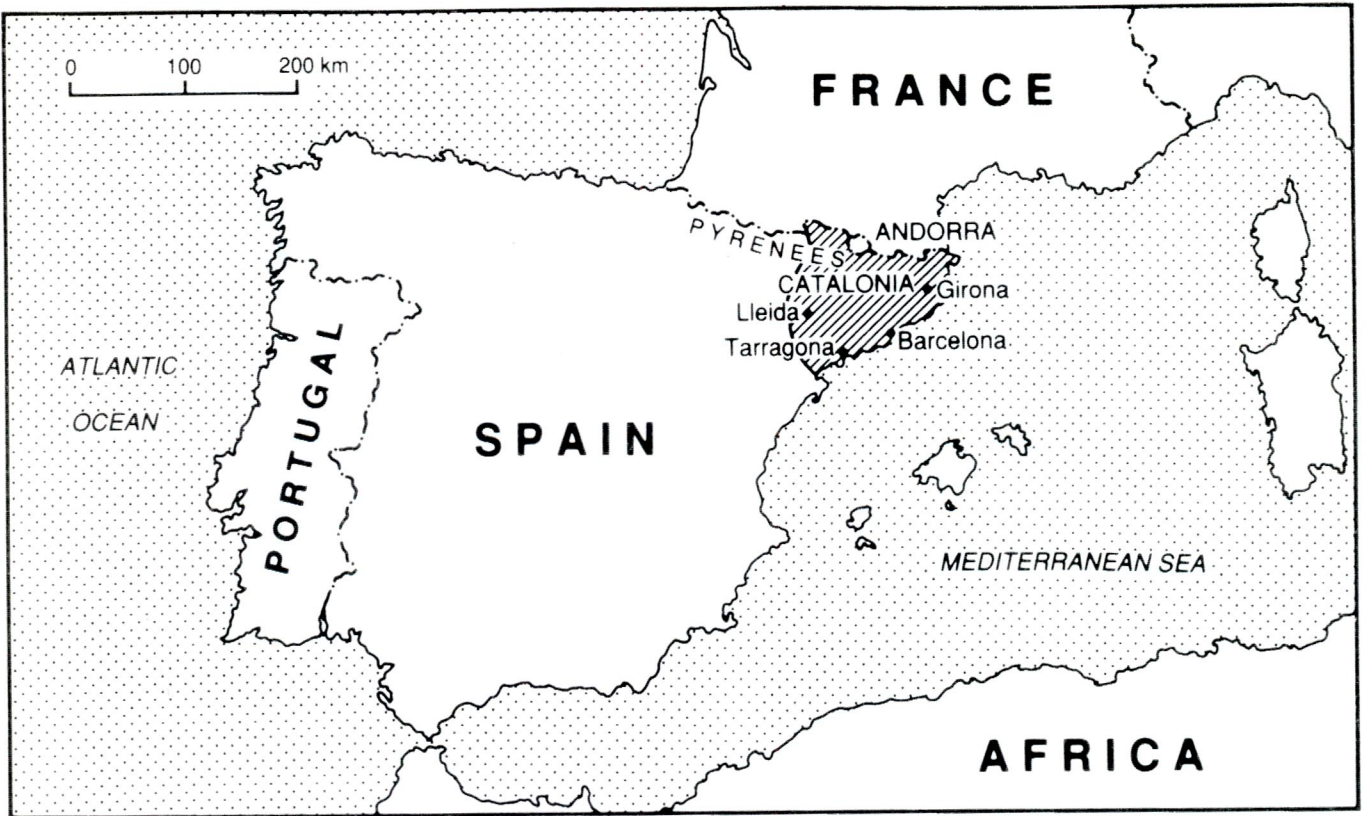 0 100 200 km
FRANCE
PYRENEES
ANDORRA
CATALONIA
Girona
Lleida
Barcelona
Tarragona
ATLANTIC
OCEAN
PORTUGAL
SPAIN
MEDITERRANEAN SEA
AFRICA